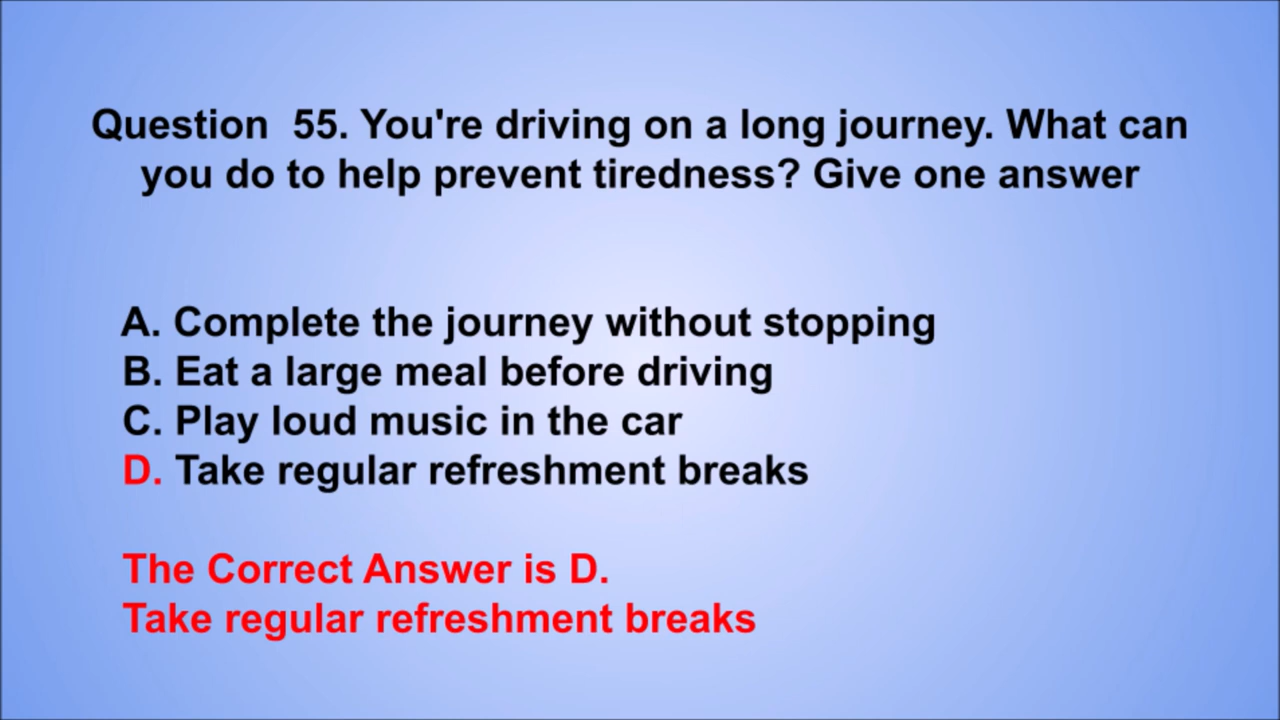 Question  55. You're driving on a long journey. What can
you do to help prevent tiredness? Give one answer
A. Complete the journey without stopping
B. Eat a large meal before driving
C. Play loud music in the car
D. Take regular refreshment breaks
The Correct Answer is D.
Take regular refreshment breaks